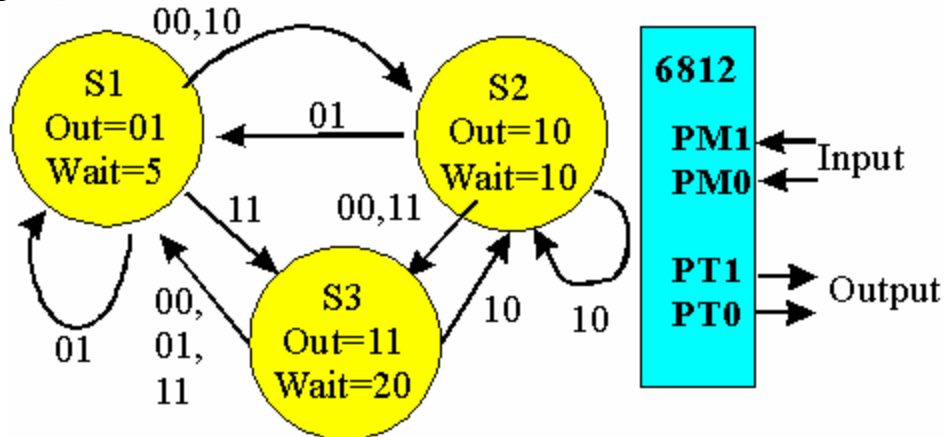 00,10
S1
Out=01
Wait=5
S2
Out=10
Wait=10
01
11
00,11
01
00,
01,
11
S3
Out=11
Wait=20
10
10
6812
PM1
PM0
Input
PT1
PT0
Output